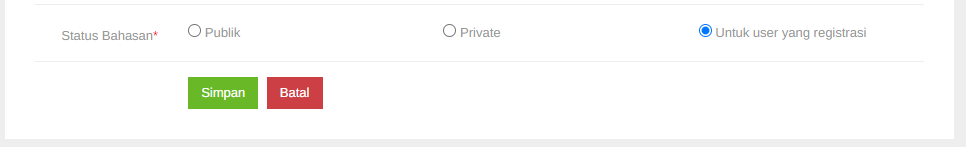 Status Bahasan* Publik Private Untuk user yang registrasi
Simpan Batal